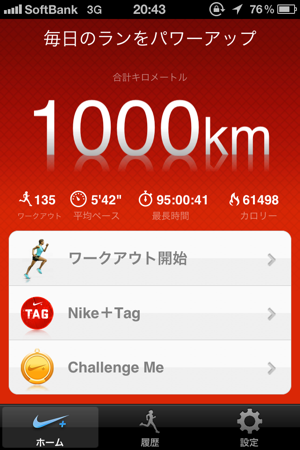 SoftBank 3G 20:43 76%
毎日のランをパワーアップ
合計キロメートル
1000km
135 5'42" 95:00:41 61498
ワークアウト 平均ペース 最長時間 カロリー
ワークアウト開始
TAG Nike+Tag
Challenge Me
ホーム 履歴 設定